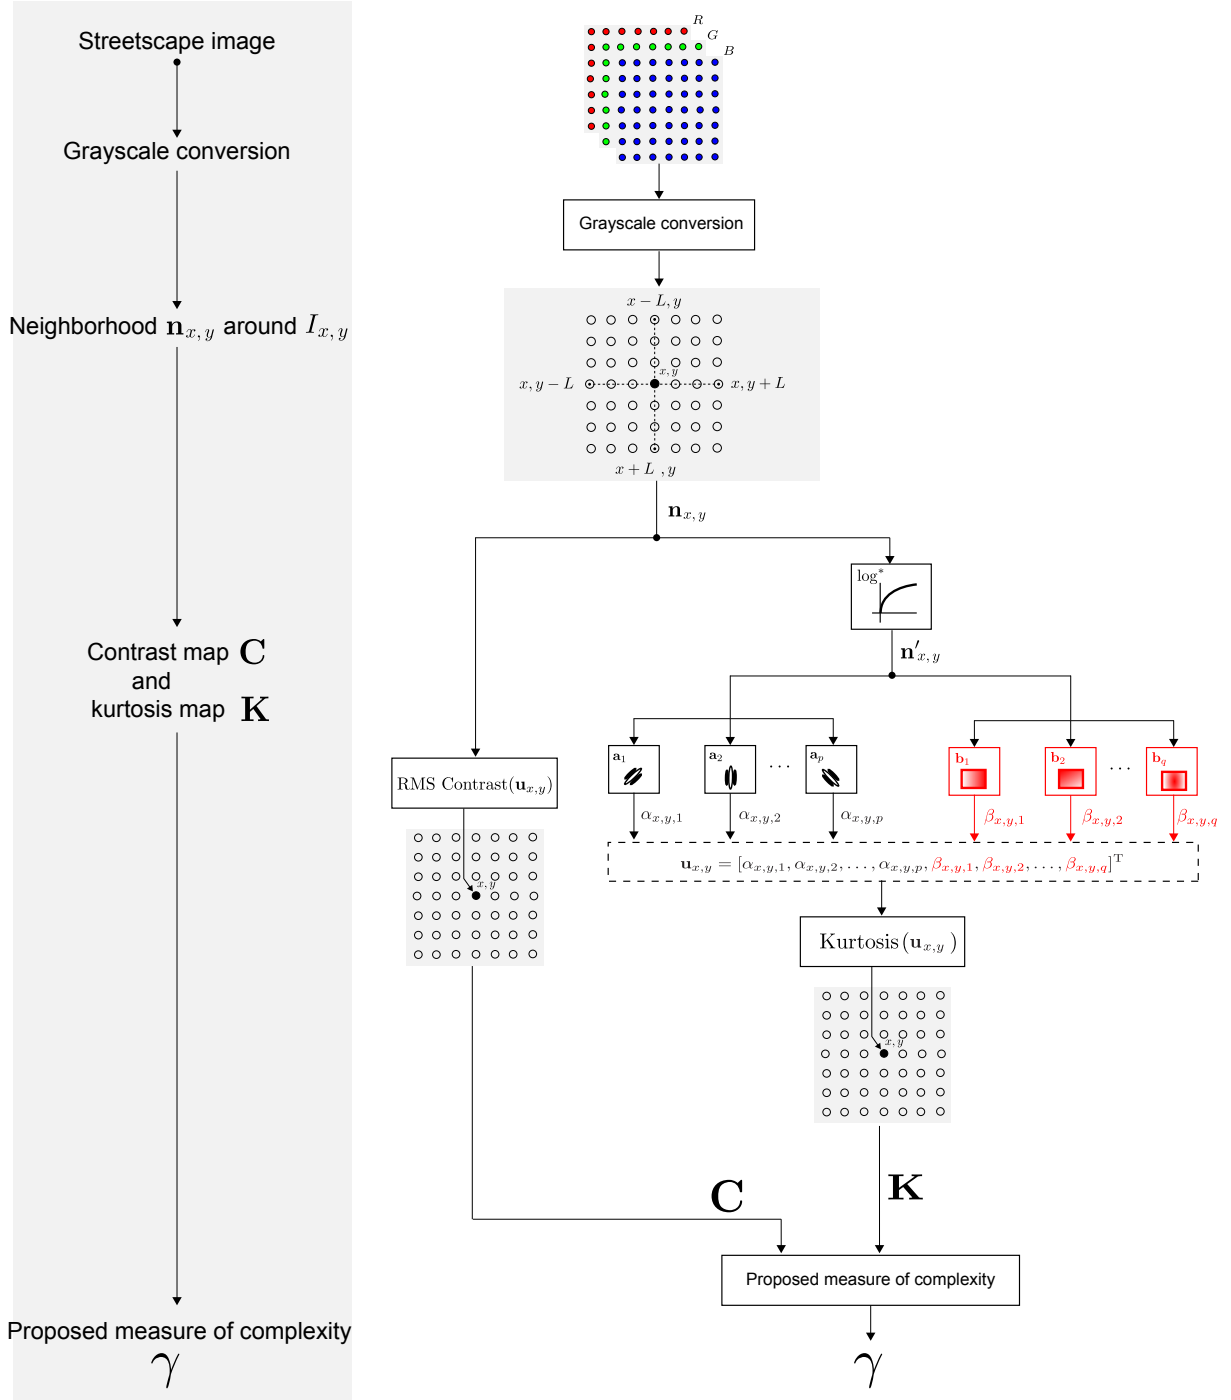 Streetscape image
Grayscale conversion
Neighborhood n_{x,y} around I_{x,y}
Contrast map C
and
kurtosis map K
Proposed measure of complexity
γ
R
G
B
Grayscale conversion
x − L, y
x, y
x, y − L
x, y + L
x + L , y
n_{x,y}
log*
n′_{x,y}
a_1
a_2
· · ·
a_p
b_1
b_2
· · ·
b_q
RMS Contrast(u_{x,y})
α_{x,y,1}
α_{x,y,2}
α_{x,y,p}
β_{x,y,1}
β_{x,y,2}
β_{x,y,q}
u_{x,y} = [α_{x,y,1}, α_{x,y,2}, . . . , α_{x,y,p}, β_{x,y,1}, β_{x,y,2}, . . . , β_{x,y,q}]^T
x, y
Kurtosis(u_{x,y} )
x, y
C
K
Proposed measure of complexity
γ